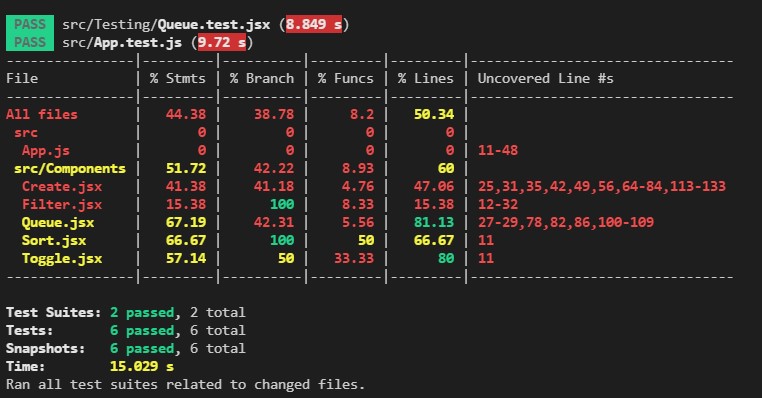 PASS src/Testing/Queue.test.jsx (8.849 s)
PASS src/App.test.js (9.72 s)
---------------|---------|----------|---------|---------|-------------------------------
File           | % Stmts | % Branch | % Funcs | % Lines | Uncovered Line #s
---------------|---------|----------|---------|---------|-------------------------------
All files      |   44.38 |    38.78 |     8.2 |   50.34 |
 src           |       0 |        0 |       0 |       0 |
  App.js       |       0 |        0 |       0 |       0 | 11-48
 src/Components |   51.72 |    42.22 |    8.93 |      60 |
  Create.jsx   |   41.38 |    41.18 |    4.76 |   47.06 | 25,31,35,42,49,56,64-84,113-133
  Filter.jsx   |   15.38 |      100 |    8.33 |   15.38 | 12-32
  Queue.jsx    |   67.19 |    42.31 |    5.56 |   81.13 | 27-29,78,82,86,100-109
  Sort.jsx     |   66.67 |      100 |      50 |   66.67 | 11
  Toggle.jsx   |   57.14 |       50 |   33.33 |      80 | 11
---------------|---------|----------|---------|---------|-------------------------------
Test Suites: 2 passed, 2 total
Tests:       6 passed, 6 total
Snapshots:   6 passed, 6 total
Time:        15.029 s
Ran all test suites related to changed files.